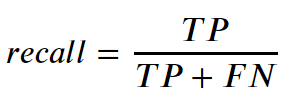 recall = TP / (TP + FN)